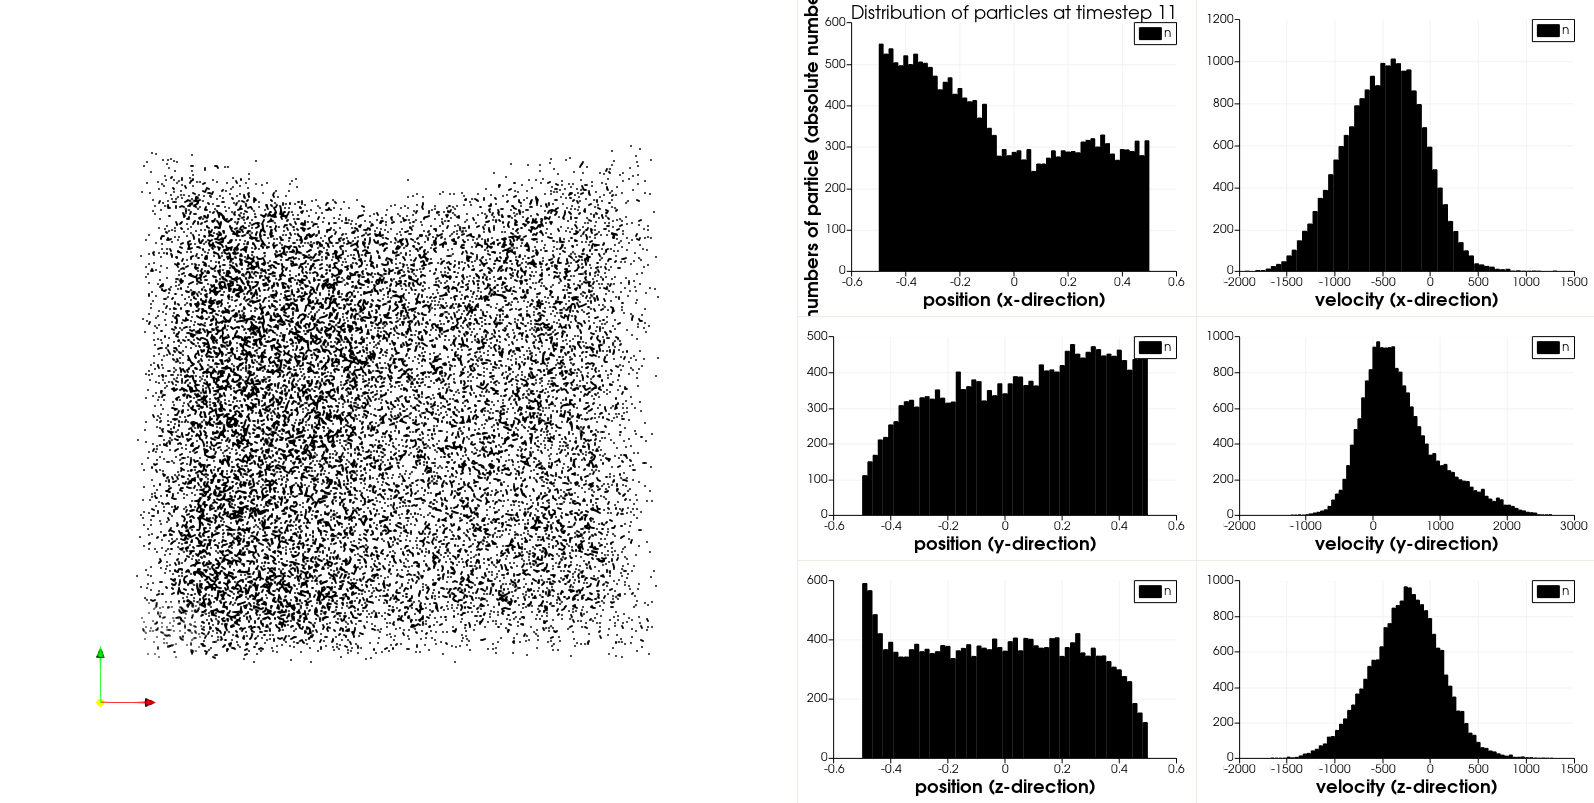 Distribution of particles at timestep 11
numbers of particle (absolute numbe
600
500
400
300
200
100
0
-0.6 -0.4 -0.2 0 0.2 0.4 0.6
position (x-direction)
n
1200
1000
800
600
400
200
0
-2000 -1500 -1000 -500 0 500 1000 1500
velocity (x-direction)
n
500
400
300
200
100
0
-0.6 -0.4 -0.2 0 0.2 0.4 0.6
position (y-direction)
n
1000
800
600
400
200
0
-2000 -1000 0 1000 2000 3000
velocity (y-direction)
n
600
400
200
0
-0.6 -0.4 -0.2 0 0.2 0.4 0.6
position (z-direction)
n
1000
800
600
400
200
0
-2000 -1500 -1000 -500 0 500 1000 1500
velocity (z-direction)
n